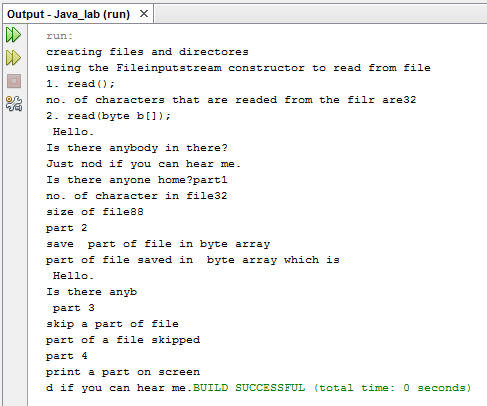 Output - Java_lab (run) ×
run:
creating files and directores
using the Fileinputstream constructor to read from file
1. read();
no. of characters that are readed from the filr are32
2. read(byte b[]);
Hello.
Is there anybody in there?
Just nod if you can hear me.
Is there anyone home?part1
no. of character in file32
size of file88
part 2
save  part of file in byte array
part of file saved in  byte array which is
Hello.
Is there anyb
part 3
skip a part of file
part of a file skipped
part 4
print a part on screen
d if you can hear me.BUILD SUCCESSFUL (total time: 0 seconds)